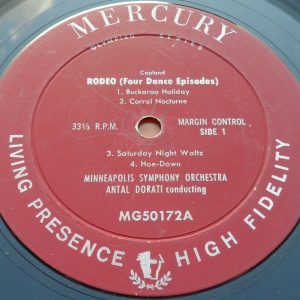 MERCURY
Copland
RODEO (Four Dance Episodes)
1. Buckaroo Holiday
2. Corral Nocturne
33⅓ R.P.M.
MARGIN CONTROL
SIDE 1
3. Saturday Night Waltz
4. Hoe-Down
MINNEAPOLIS SYMPHONY ORCHESTRA
ANTAL DORATI conducting
MG50172A
LIVING PRESENCE
HIGH FIDELITY